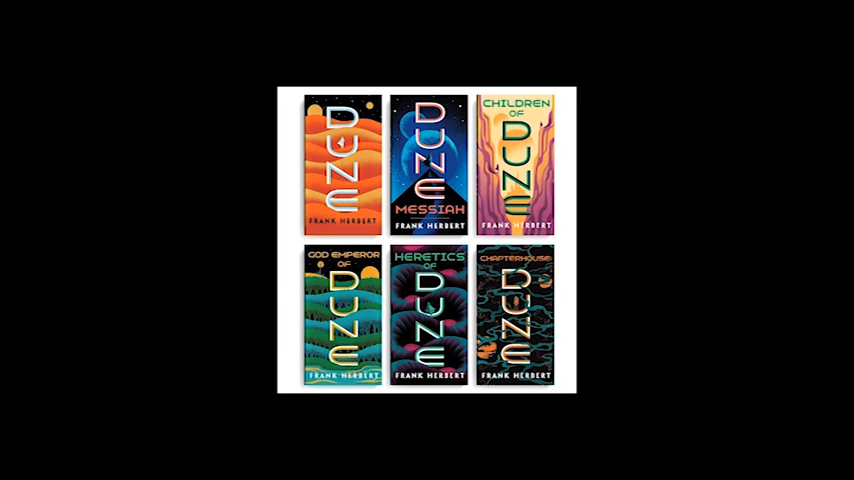 DUNE
FRANK HERBERT
DUNE
MESSIAH
FRANK HERBERT
CHILDREN
OF
DUNE
FRANK HERBERT
GOD EMPEROR
OF
DUNE
FRANK HERBERT
HERETICS
OF
DUNE
FRANK HERBERT
CHAPTERHOUSE:
DUNE
FRANK HERBERT